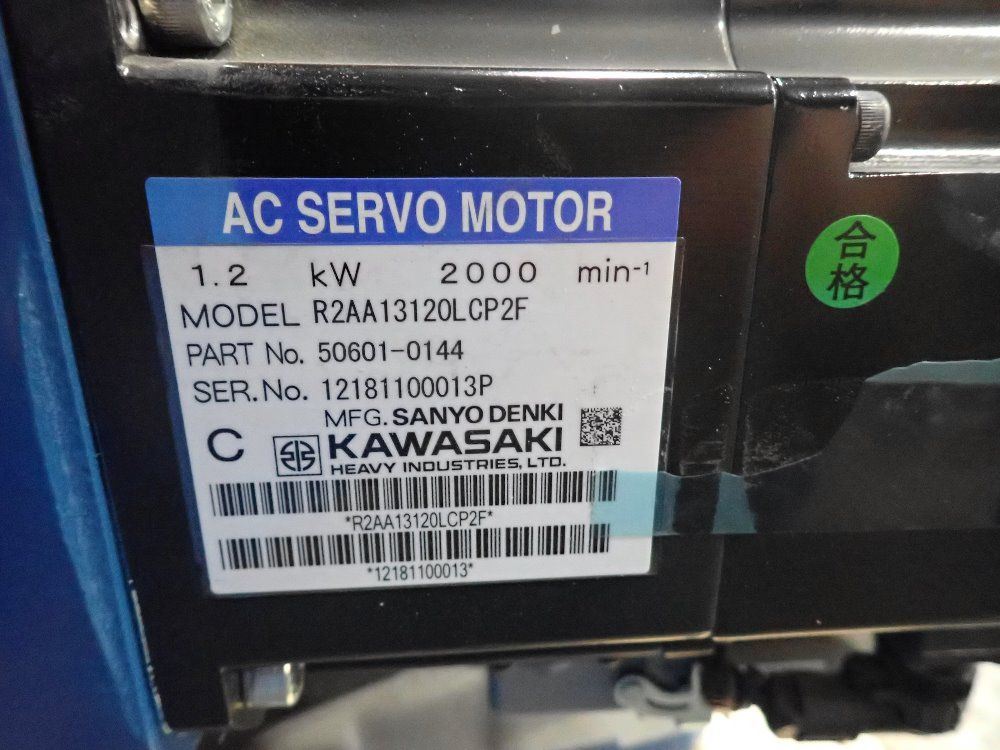 AC SERVO MOTOR
1.2 kW 2000 min-1
MODEL R2AA13120LCP2F
PART No. 50601-0144
SER.No. 12181100013P
MFG. SANYO DENKI
C KAWASAKI
HEAVY INDUSTRIES, LTD.
*R2AA13120LCP2F*
*12181100013*
合
格